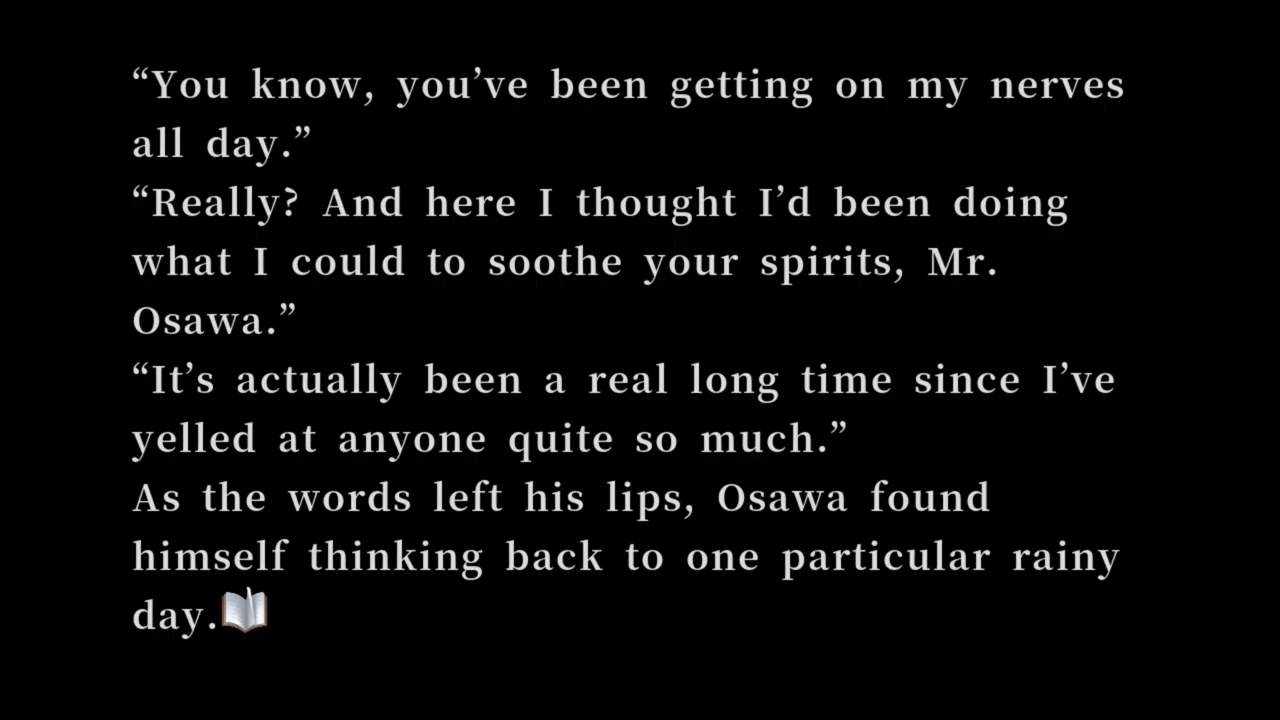 “You know, you’ve been getting on my nerves
all day.”
“Really? And here I thought I’d been doing
what I could to soothe your spirits, Mr.
Osawa.”
“It’s actually been a real long time since I’ve
yelled at anyone quite so much.”
As the words left his lips, Osawa found
himself thinking back to one particular rainy
day.